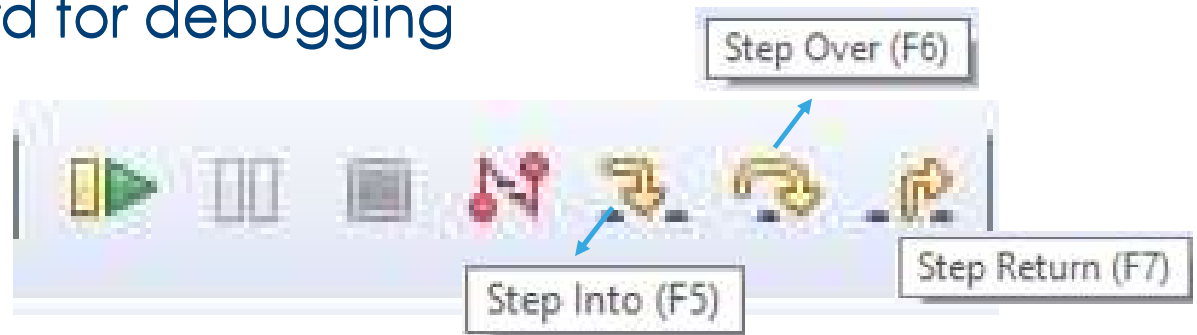 for debugging
Step Over (F6)
Step Return (F7)
Step Into (F5)